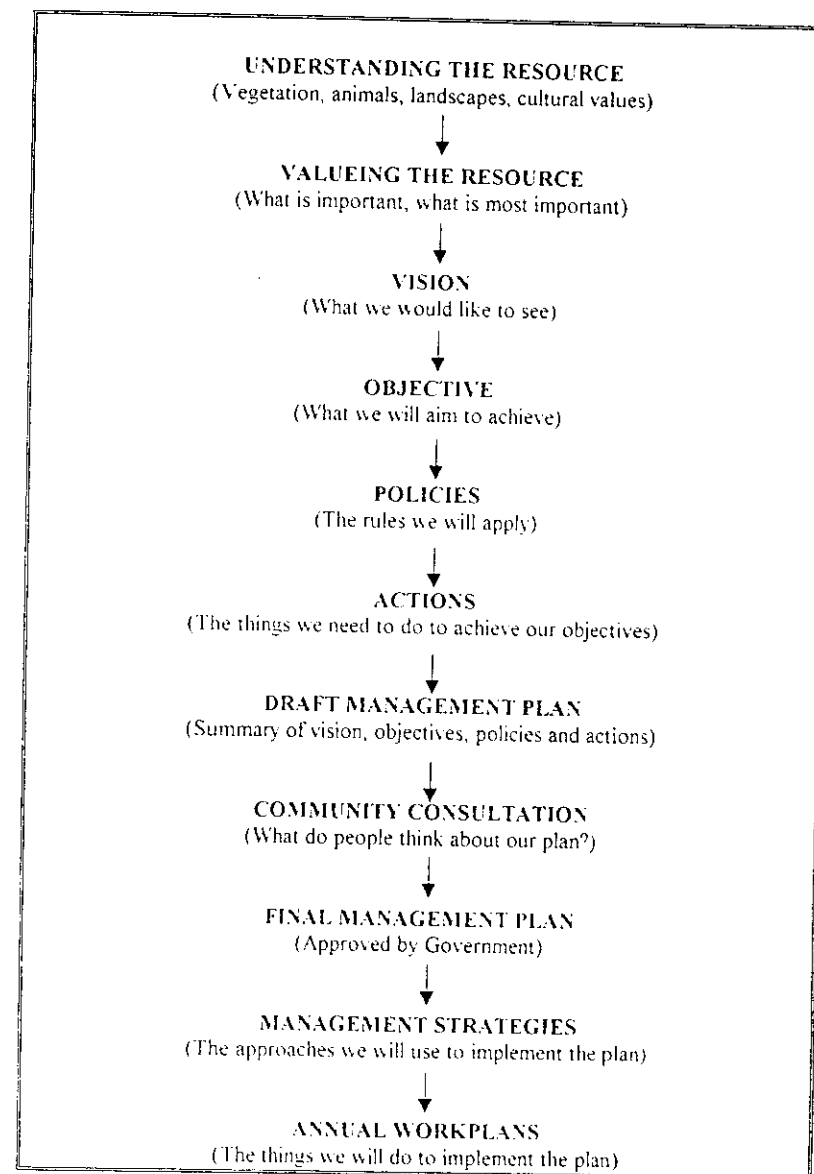 UNDERSTANDING THE RESOURCE
(Vegetation, animals, landscapes, cultural values)
VALUEING THE RESOURCE
(What is important, what is most important)
VISION
(What we would like to see)
OBJECTIVE
(What we will aim to achieve)
POLICIES
(The rules we will apply)
ACTIONS
(The things we need to do to achieve our objectives)
DRAFT MANAGEMENT PLAN
(Summary of vision, objectives, policies and actions)
COMMUNITY CONSULTATION
(What do people think about our plan?)
FINAL MANAGEMENT PLAN
(Approved by Government)
MANAGEMENT STRATEGIES
(The approaches we will use to implement the plan)
ANNUAL WORKPLANS
(The things we will do to implement the plan)